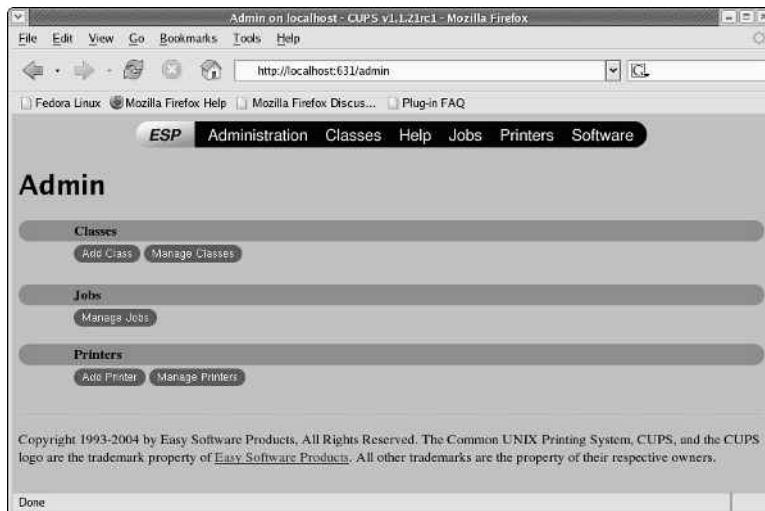 Admin on localhost - CUPS v1.1.21rc1 - Mozilla Firefox
File Edit View Go Bookmarks Tools Help
http://localhost:631/admin
Fedora Linux Mozilla Firefox Help Mozilla Firefox Discus... Plug-in FAQ
ESP Administration Classes Help Jobs Printers Software
Admin
Classes
Add Class Manage Classes
Jobs
Manage Jobs
Printers
Add Printer Manage Printers
Copyright 1993-2004 by Easy Software Products, All Rights Reserved. The Common UNIX Printing System, CUPS, and the CUPS
logo are the trademark property of Easy Software Products. All other trademarks are the property of their respective owners.
Done